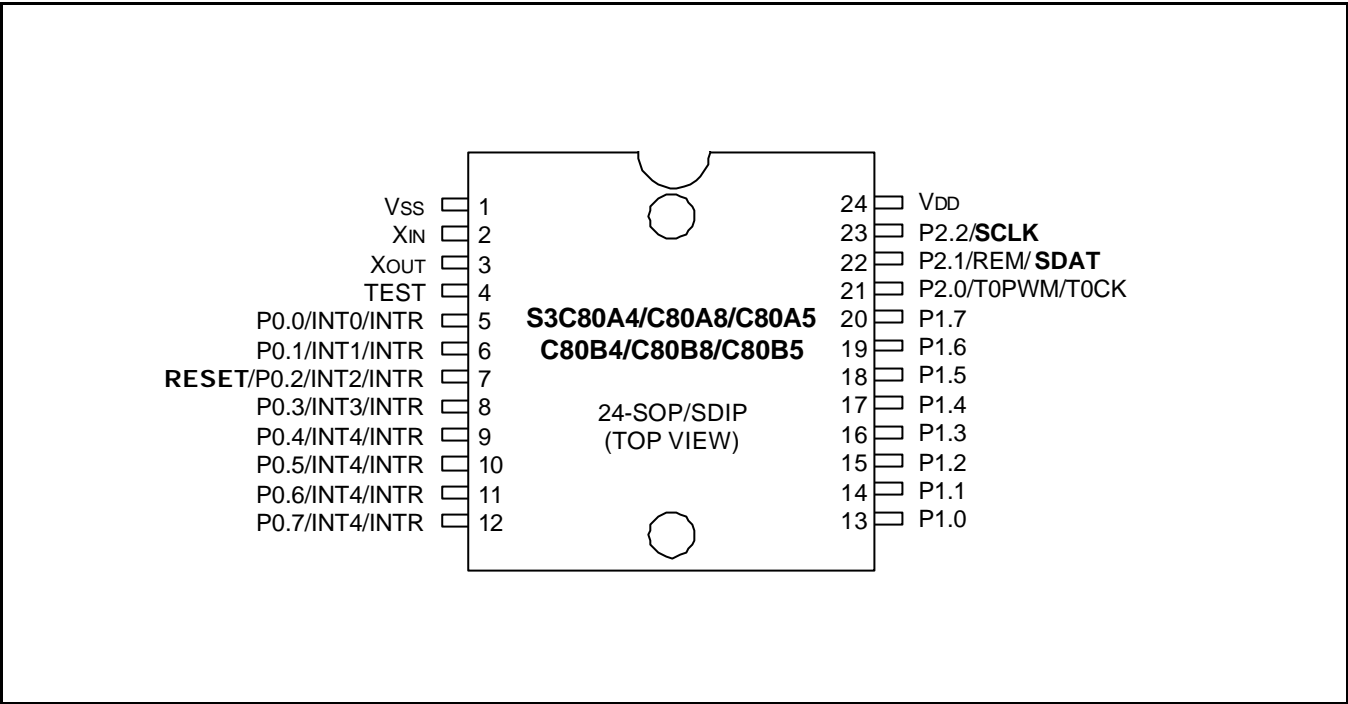 VSS 1
XIN 2
XOUT 3
TEST 4
P0.0/INT0/INTR 5
P0.1/INT1/INTR 6
RESET/P0.2/INT2/INTR 7
P0.3/INT3/INTR 8
P0.4/INT4/INTR 9
P0.5/INT4/INTR 10
P0.6/INT4/INTR 11
P0.7/INT4/INTR 12
S3C80A4/C80A8/C80A5
C80B4/C80B8/C80B5
24-SOP/SDIP
(TOP VIEW)
24 VDD
23 P2.2/SCLK
22 P2.1/REM/ SDAT
21 P2.0/T0PWM/T0CK
20 P1.7
19 P1.6
18 P1.5
17 P1.4
16 P1.3
15 P1.2
14 P1.1
13 P1.0